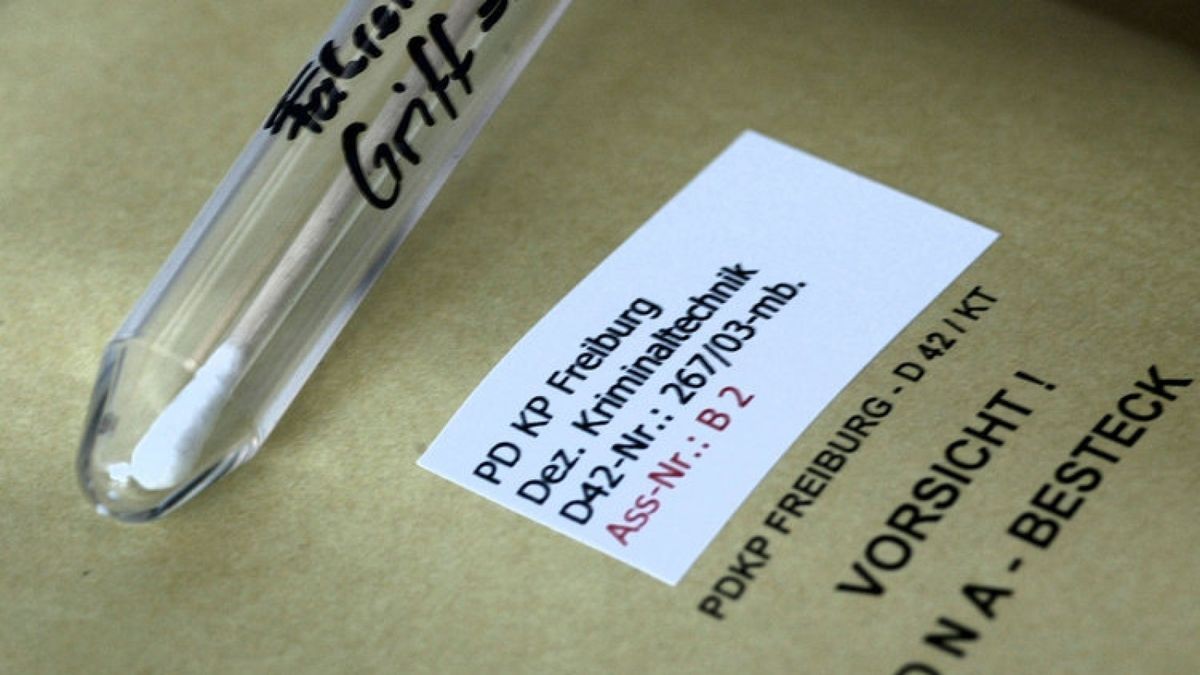 Griff
PD KP Freiburg
Dez. Kriminaltechnik
D42-Nr.: 267/03-mb.
Ass-Nr.: B 2
PDKP FREIBURG - D 42 / KT
VORSICHT !
DNA - BESTECK